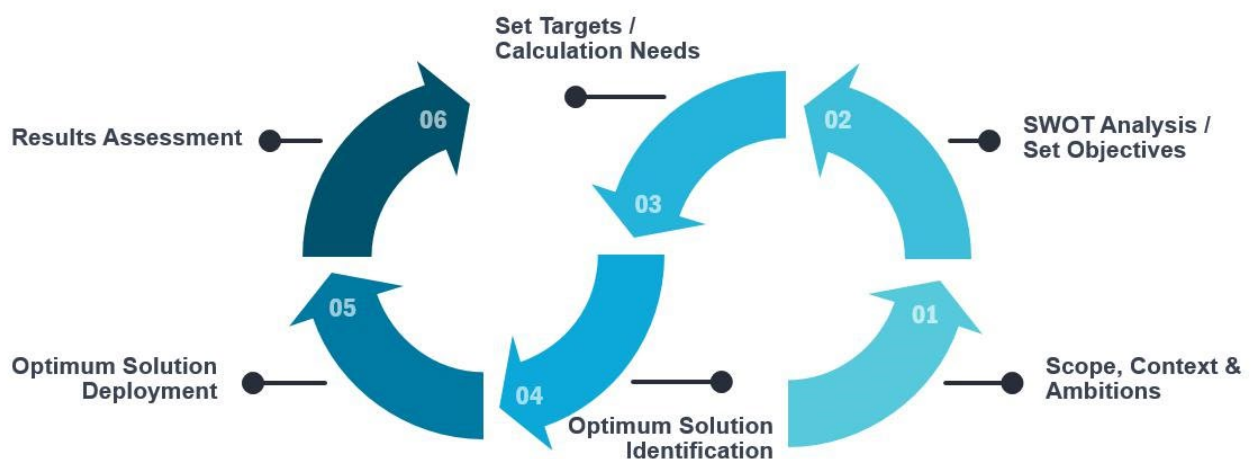 Set Targets /
Calculation Needs
06
02
Results Assessment
SWOT Analysis /
Set Objectives
03
05
01
Optimum Solution
Deployment
Scope, Context &
Ambitions
04
Optimum Solution
Identification